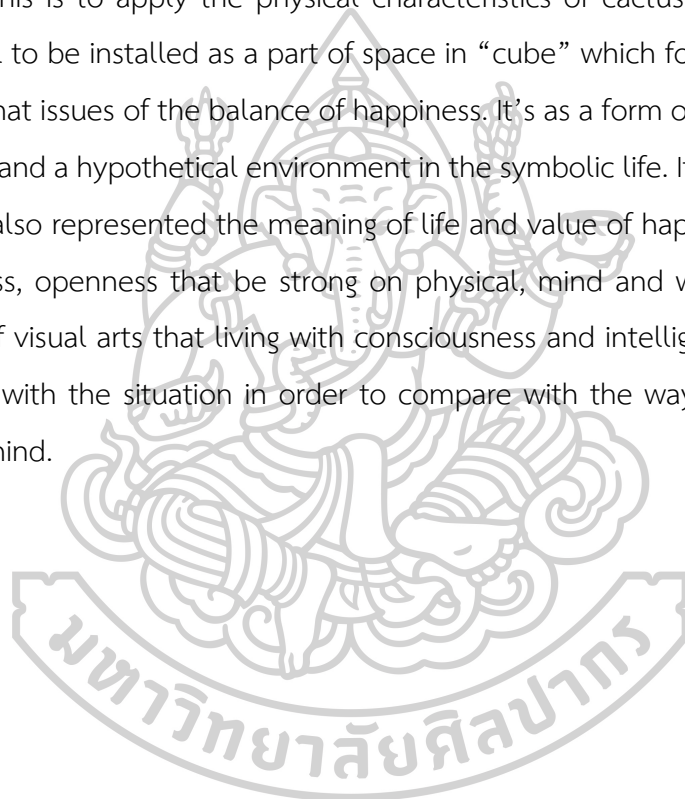 his is to apply the physical characteristics of cactus
to be installed as a part of space in “cube” which fo
hat issues of the balance of happiness. It’s as a form o
and a hypothetical environment in the symbolic life. I
also represented the meaning of life and value of hap
ss, openness that be strong on physical, mind and w
f visual arts that living with consciousness and intellig
with the situation in order to compare with the way
nind.
มหาวิทยาลัยศิลปากร